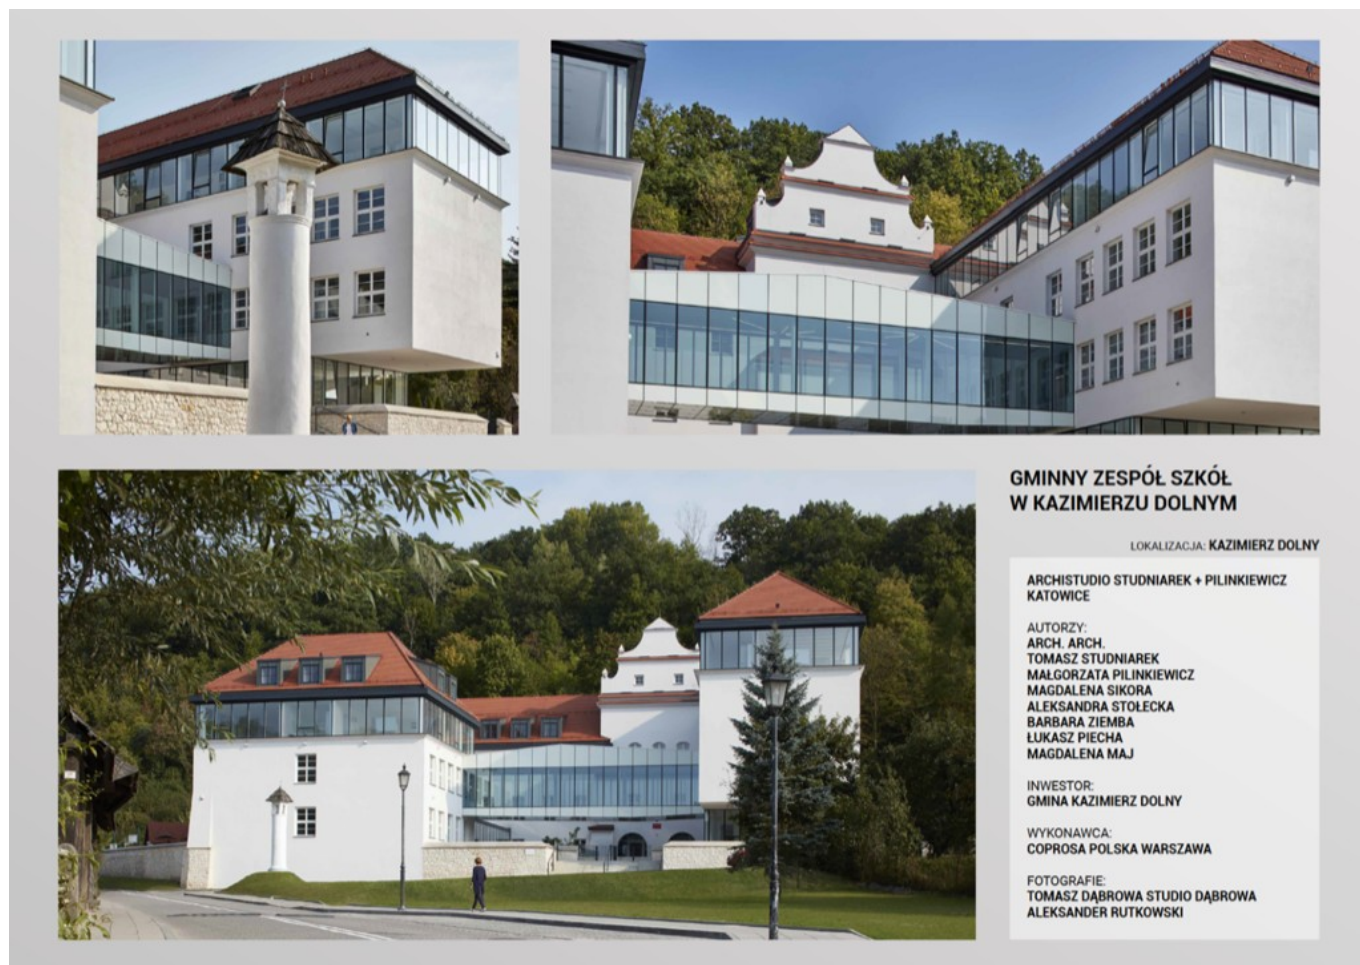 GMINNY ZESPÓŁ SZKÓŁ
W KAZIMIERZU DOLNYM
LOKALIZACJA: KAZIMIERZ DOLNY
ARCHISTUDIO STUDNIAREK + PILINKIEWICZ
KATOWICE
AUTORZY:
ARCH. ARCH.
TOMASZ STUDNIAREK
MAŁGORZATA PILINKIEWICZ
MAGDALENA SIKORA
ALEKSANDRA STOŁECKA
BARBARA ZIEMBA
ŁUKASZ PIECHA
MAGDALENA MAJ
INWESTOR:
GMINA KAZIMIERZ DOLNY
WYKONAWCA:
COPROSA POLSKA WARSZAWA
FOTOGRAFIE:
TOMASZ DĄBROWA STUDIO DĄBROWA
ALEKSANDER RUTKOWSKI